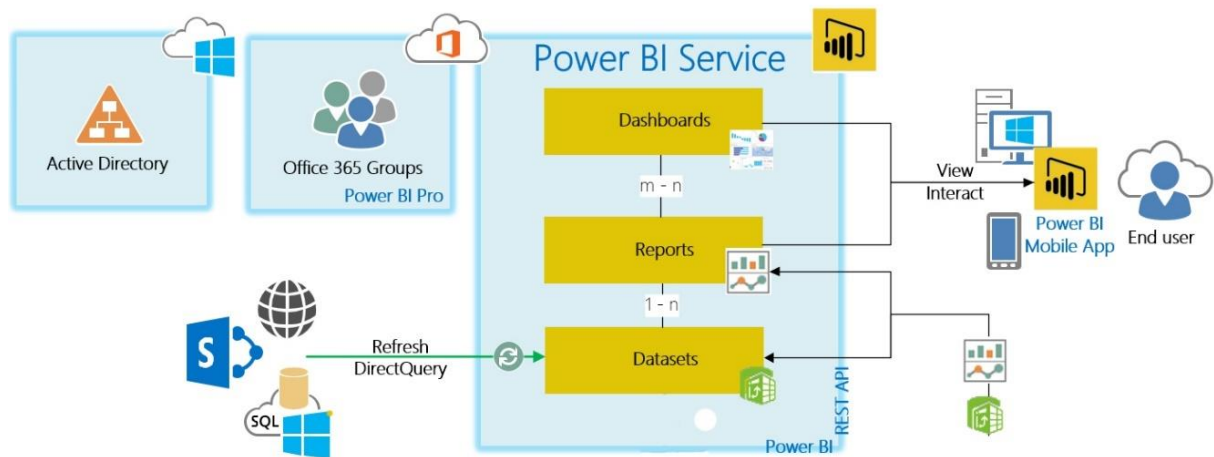 Power BI Service
Active Directory
Office 365 Groups
Power BI Pro
Dashboards
m - n
Reports
1 - n
Datasets
View
Interact
Power BI
Mobile App
End user
S
Refresh
DirectQuery
SQL
REST API
Power BI